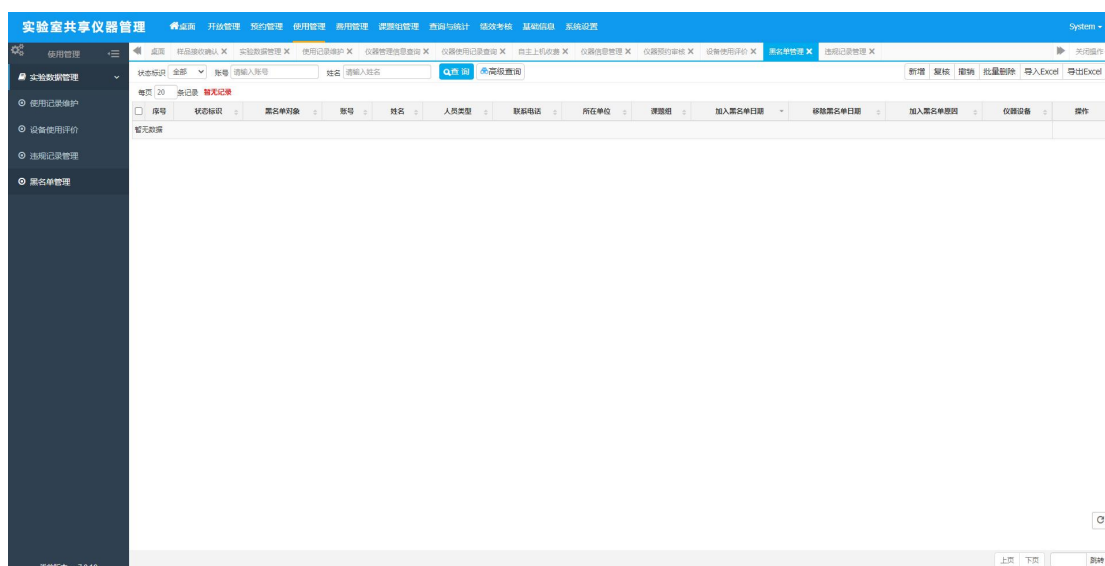 实验室共享仪器管理 桌面 开放管理 预约管理 使用管理 费用管理 课题组管理 查询与统计 绩效考核 基础信息 系统设置 System
使用管理 桌面 样品接收确认 X 实验数据管理 X 使用记录维护 X 仪器管理信息查询 X 仪器使用记录查询 X 自主上机收费 X 仪器信息管理 X 仪器预约审核 X 设备使用评价 X 黑名单管理 X 违规记录管理 X 关闭操作
实验数据管理 状态标识 全部 账号 请输入账号 姓名 请输入姓名 查 询 高级查询 新增 复核 撤销 批量删除 导入Excel 导出Excel
每页 20 条记录 暂无记录
使用记录维护 序号 状态标识 黑名单对象 账号 姓名 人员类型 联系电话 所在单位 课题组 加入黑名单日期 移除黑名单日期 加入黑名单原因 仪器设备 操作
设备使用评价 暂无数据
违规记录管理
黑名单管理
上页 下页 跳转